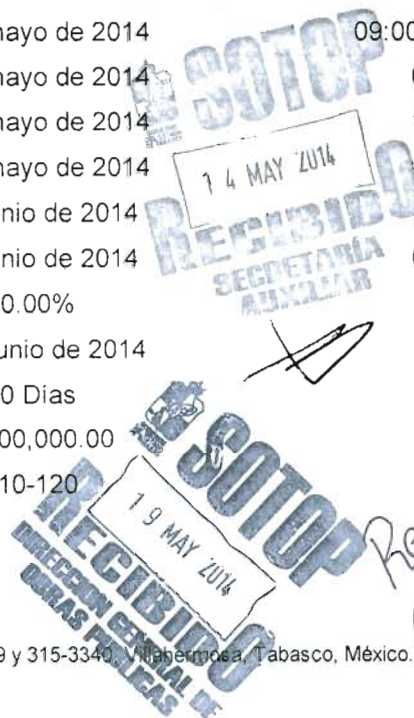 mayo de 2014 09:00
mayo de 2014
mayo de 2014
mayo de 2014
nio de 2014
nio de 2014
0.00%
unio de 2014
0 Días
00,000.00
10-120
SOTOP
14 MAY 2014
RECIBIDO
SECRETARÍA
AUXILIAR
SOTOP
19 MAY 2014
RECIBIDO
DIRECCION GENERAL DE
OBRAS PÚBLICAS
9 y 315-3340, Villahermosa, Tabasco, México.